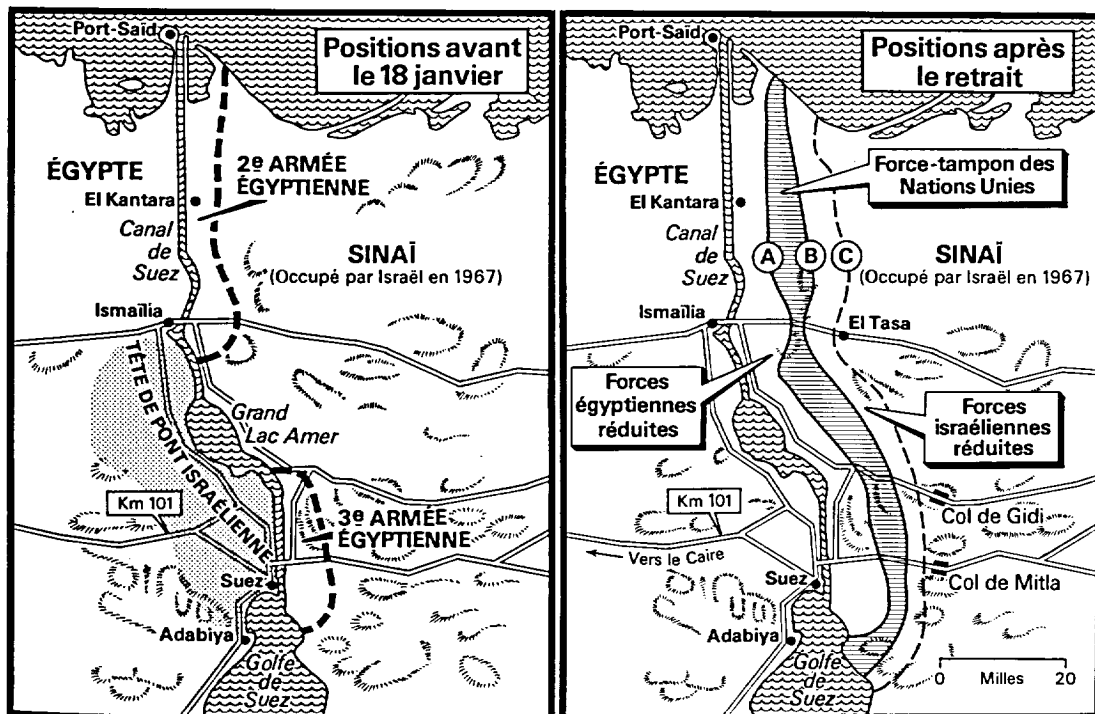 Port-Saïd
Positions avant
le 18 janvier
ÉGYPTE
2e ARMÉE
ÉGYPTIENNE
El Kantara
Canal
de
Suez
SINAÏ
(Occupé par Israël en 1967)
Ismaïlia
TÊTE DE PONT ISRAÉLIENNE
Grand
Lac Amer
Km 101
3e ARMÉE
ÉGYPTIENNE
Suez
Adabiya
Golfe
de
Suez
Port-Saïd
Positions après
le retrait
ÉGYPTE
Force-tampon des
Nations Unies
El Kantara
Canal
de
Suez
A
B
C
SINAÏ
(Occupé par Israël en 1967)
Ismaïlia
El Tasa
Forces
égyptiennes
réduites
Forces
israéliennes
réduites
Km 101
Col de Gidi
Vers le Caire
Suez
Col de Mitla
Adabiya
Golfe
de
Suez
0 Milles 20